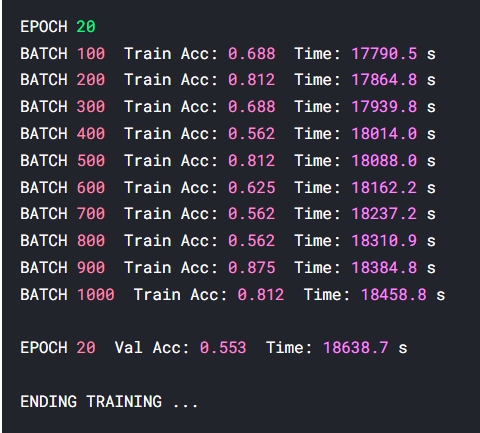 EPOCH 20
BATCH 100  Train Acc: 0.688  Time: 17790.5 s
BATCH 200  Train Acc: 0.812  Time: 17864.8 s
BATCH 300  Train Acc: 0.688  Time: 17939.8 s
BATCH 400  Train Acc: 0.562  Time: 18014.0 s
BATCH 500  Train Acc: 0.812  Time: 18088.0 s
BATCH 600  Train Acc: 0.625  Time: 18162.2 s
BATCH 700  Train Acc: 0.562  Time: 18237.2 s
BATCH 800  Train Acc: 0.562  Time: 18310.9 s
BATCH 900  Train Acc: 0.875  Time: 18384.8 s
BATCH 1000  Train Acc: 0.812  Time: 18458.8 s
EPOCH 20  Val Acc: 0.553  Time: 18638.7 s
ENDING TRAINING ...